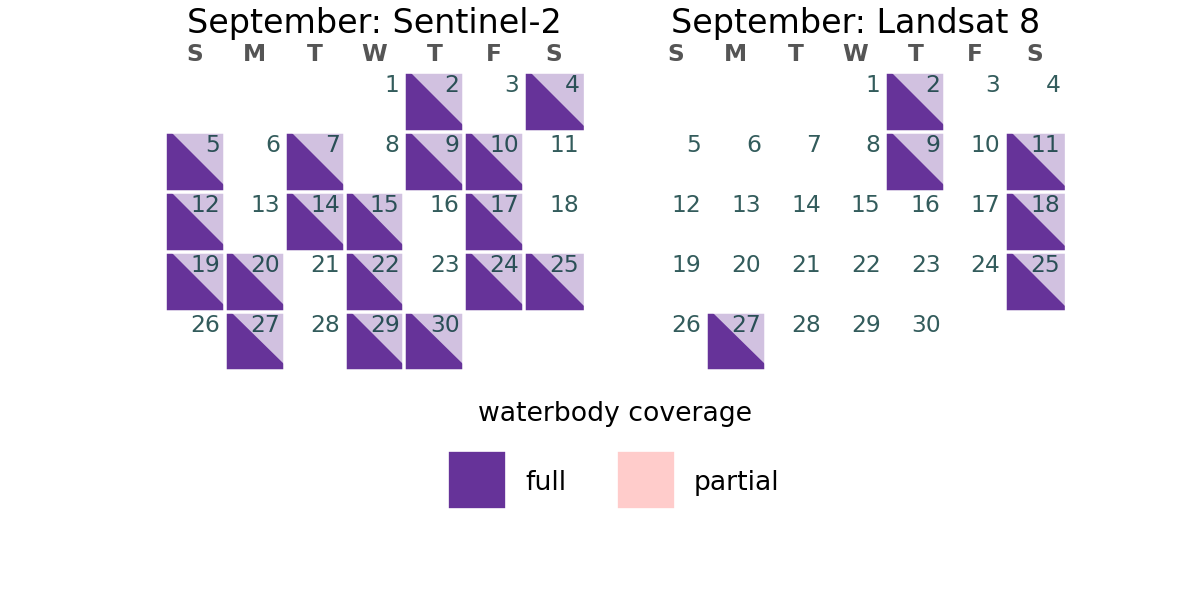 September: Sentinel-2
S M T W T F S
1 2 3 4
5 6 7 8 9 10 11
12 13 14 15 16 17 18
19 20 21 22 23 24 25
26 27 28 29 30
September: Landsat 8
S M T W T F S
1 2 3 4
5 6 7 8 9 10 11
12 13 14 15 16 17 18
19 20 21 22 23 24 25
26 27 28 29 30
waterbody coverage
full partial